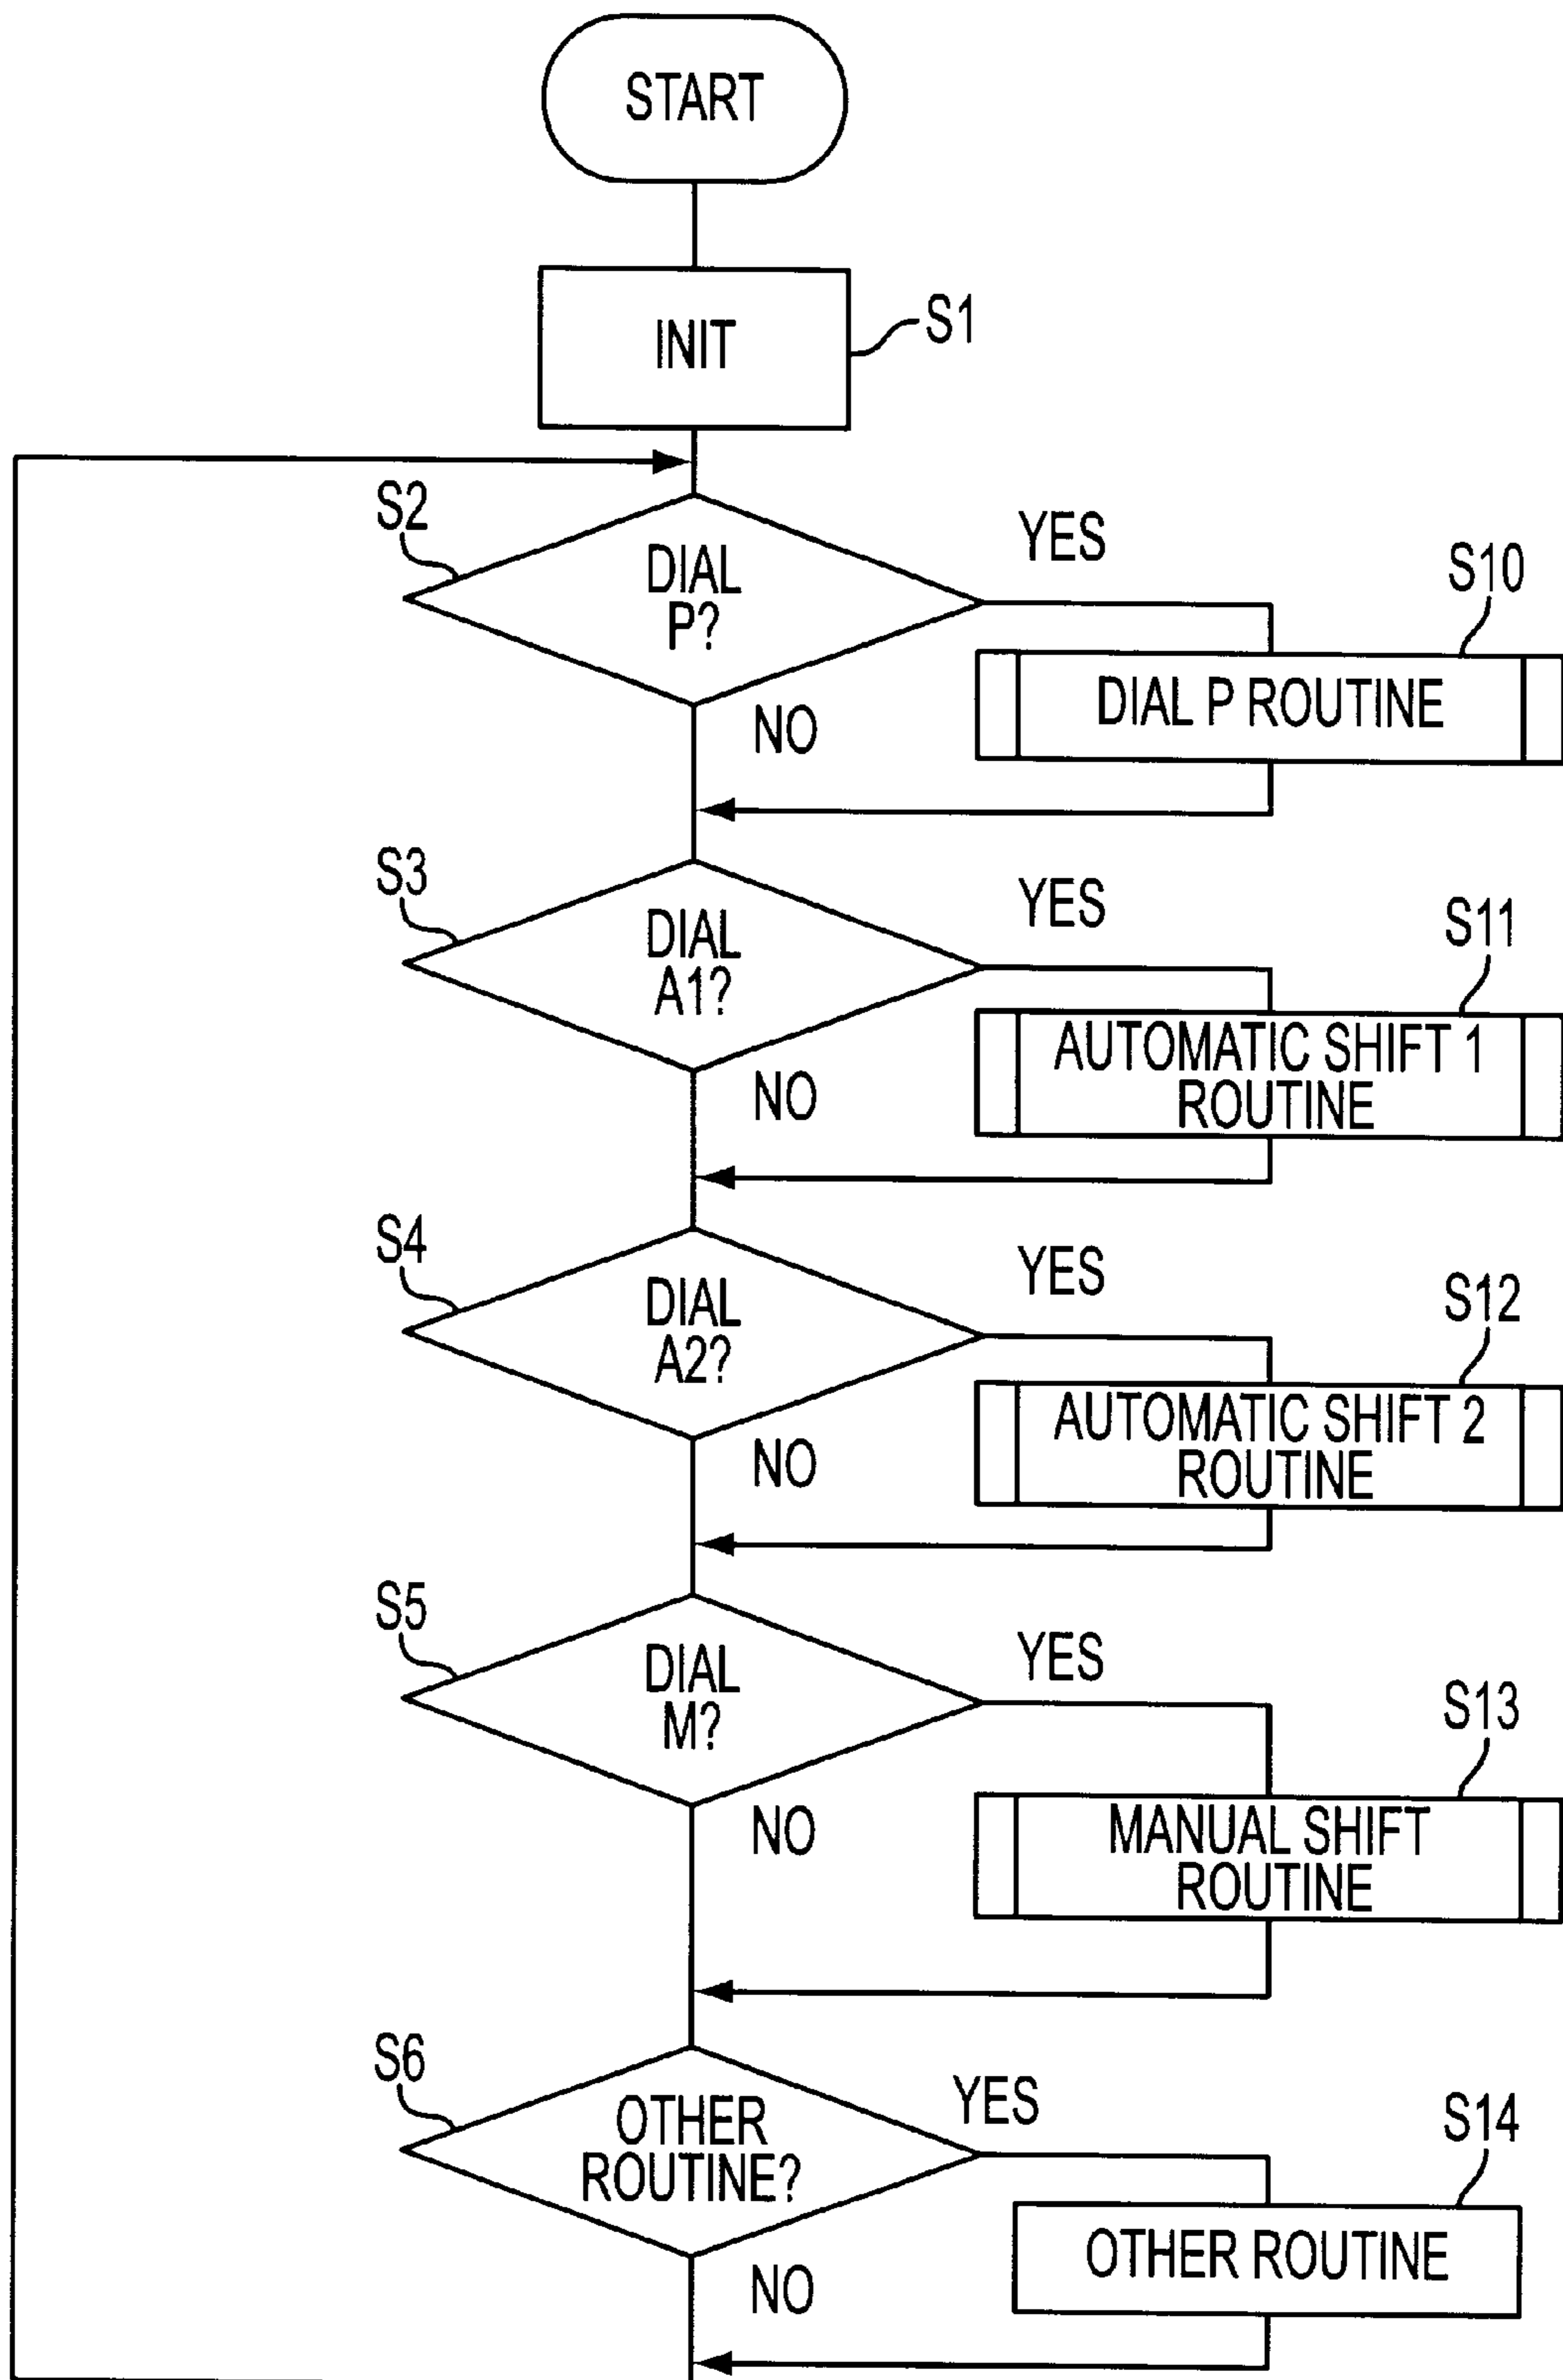 START
INIT
S1
S2
DIAL
P?
YES
S10
DIAL P ROUTINE
NO
S3
DIAL
A1?
YES
S11
AUTOMATIC SHIFT 1
ROUTINE
NO
S4
DIAL
A2?
YES
S12
AUTOMATIC SHIFT 2
ROUTINE
NO
S5
DIAL
M?
YES
S13
MANUAL SHIFT
ROUTINE
NO
S6
OTHER
ROUTINE?
YES
S14
OTHER ROUTINE
NO